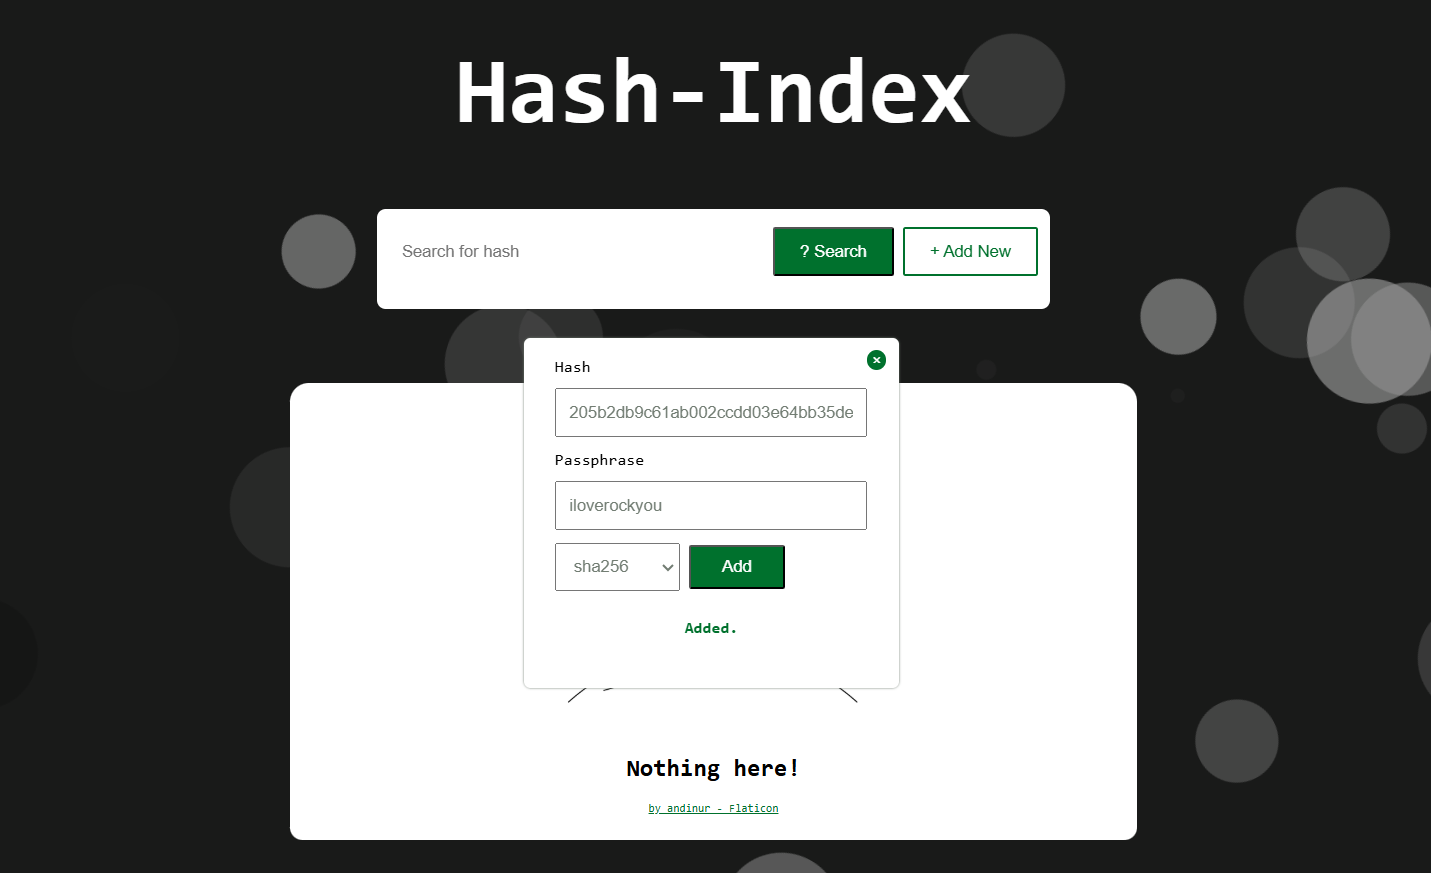 Hash-Index
Search for hash
? Search
+ Add New
Hash
205b2db9c61ab002ccdd03e64bb35de
Passphrase
iloverockyou
sha256
Add
Added.
Nothing here!
by andinur - Flaticon